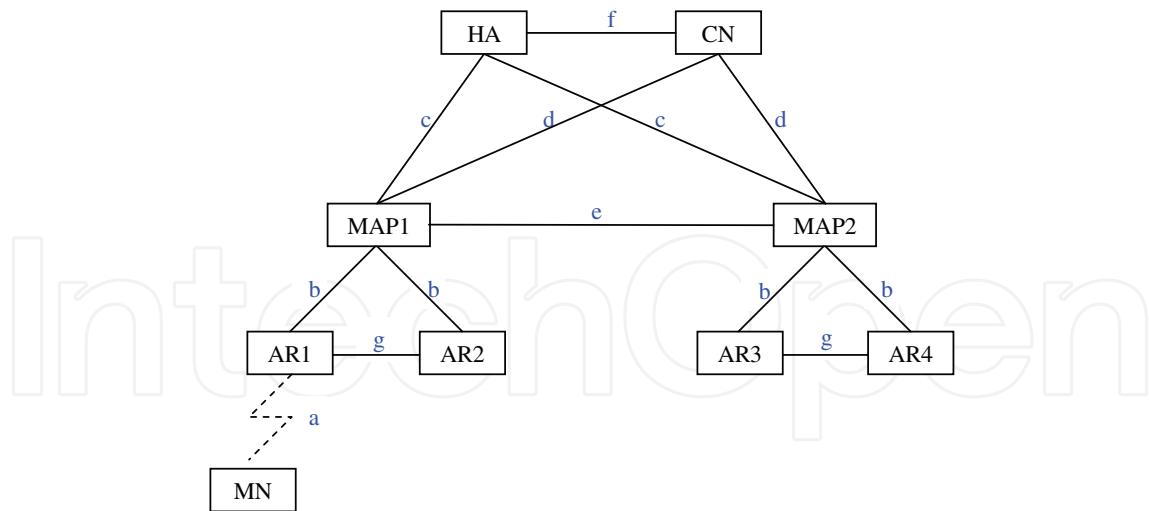 f
HA CN
c d c d
MAP1 e MAP2
b b b b
AR1 g AR2 AR3 g AR4
a
MN
IntechOpen